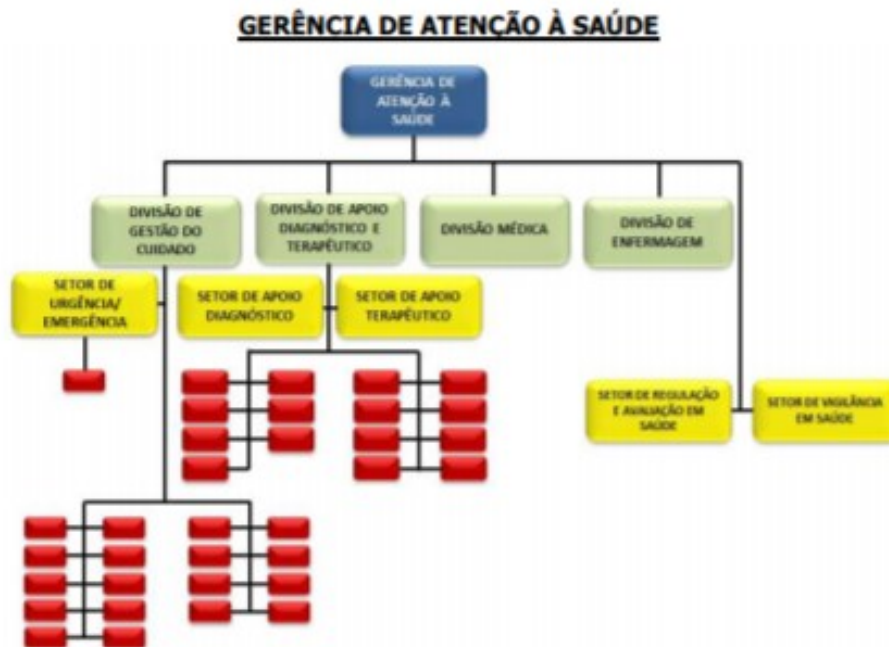 GERÊNCIA DE ATENÇÃO À SAÚDE
GERÊNCIA DE
ATENÇÃO À
SAÚDE
DIVISÃO DE
GESTÃO DO
CUIDADO
DIVISÃO DE APOIO
DIAGNÓSTICO E
TERAPÊUTICO
DIVISÃO MÉDICA
DIVISÃO DE
ENFERMAGEM
SETOR DE
URGÊNCIA/
EMERGÊNCIA
SETOR DE APOIO
DIAGNÓSTICO
SETOR DE APOIO
TERAPÊUTICO
SETOR DE REGULAÇÃO
E AVALIAÇÃO EM
SAÚDE
SETOR DE VIGILÂNCIA
EM SAÚDE